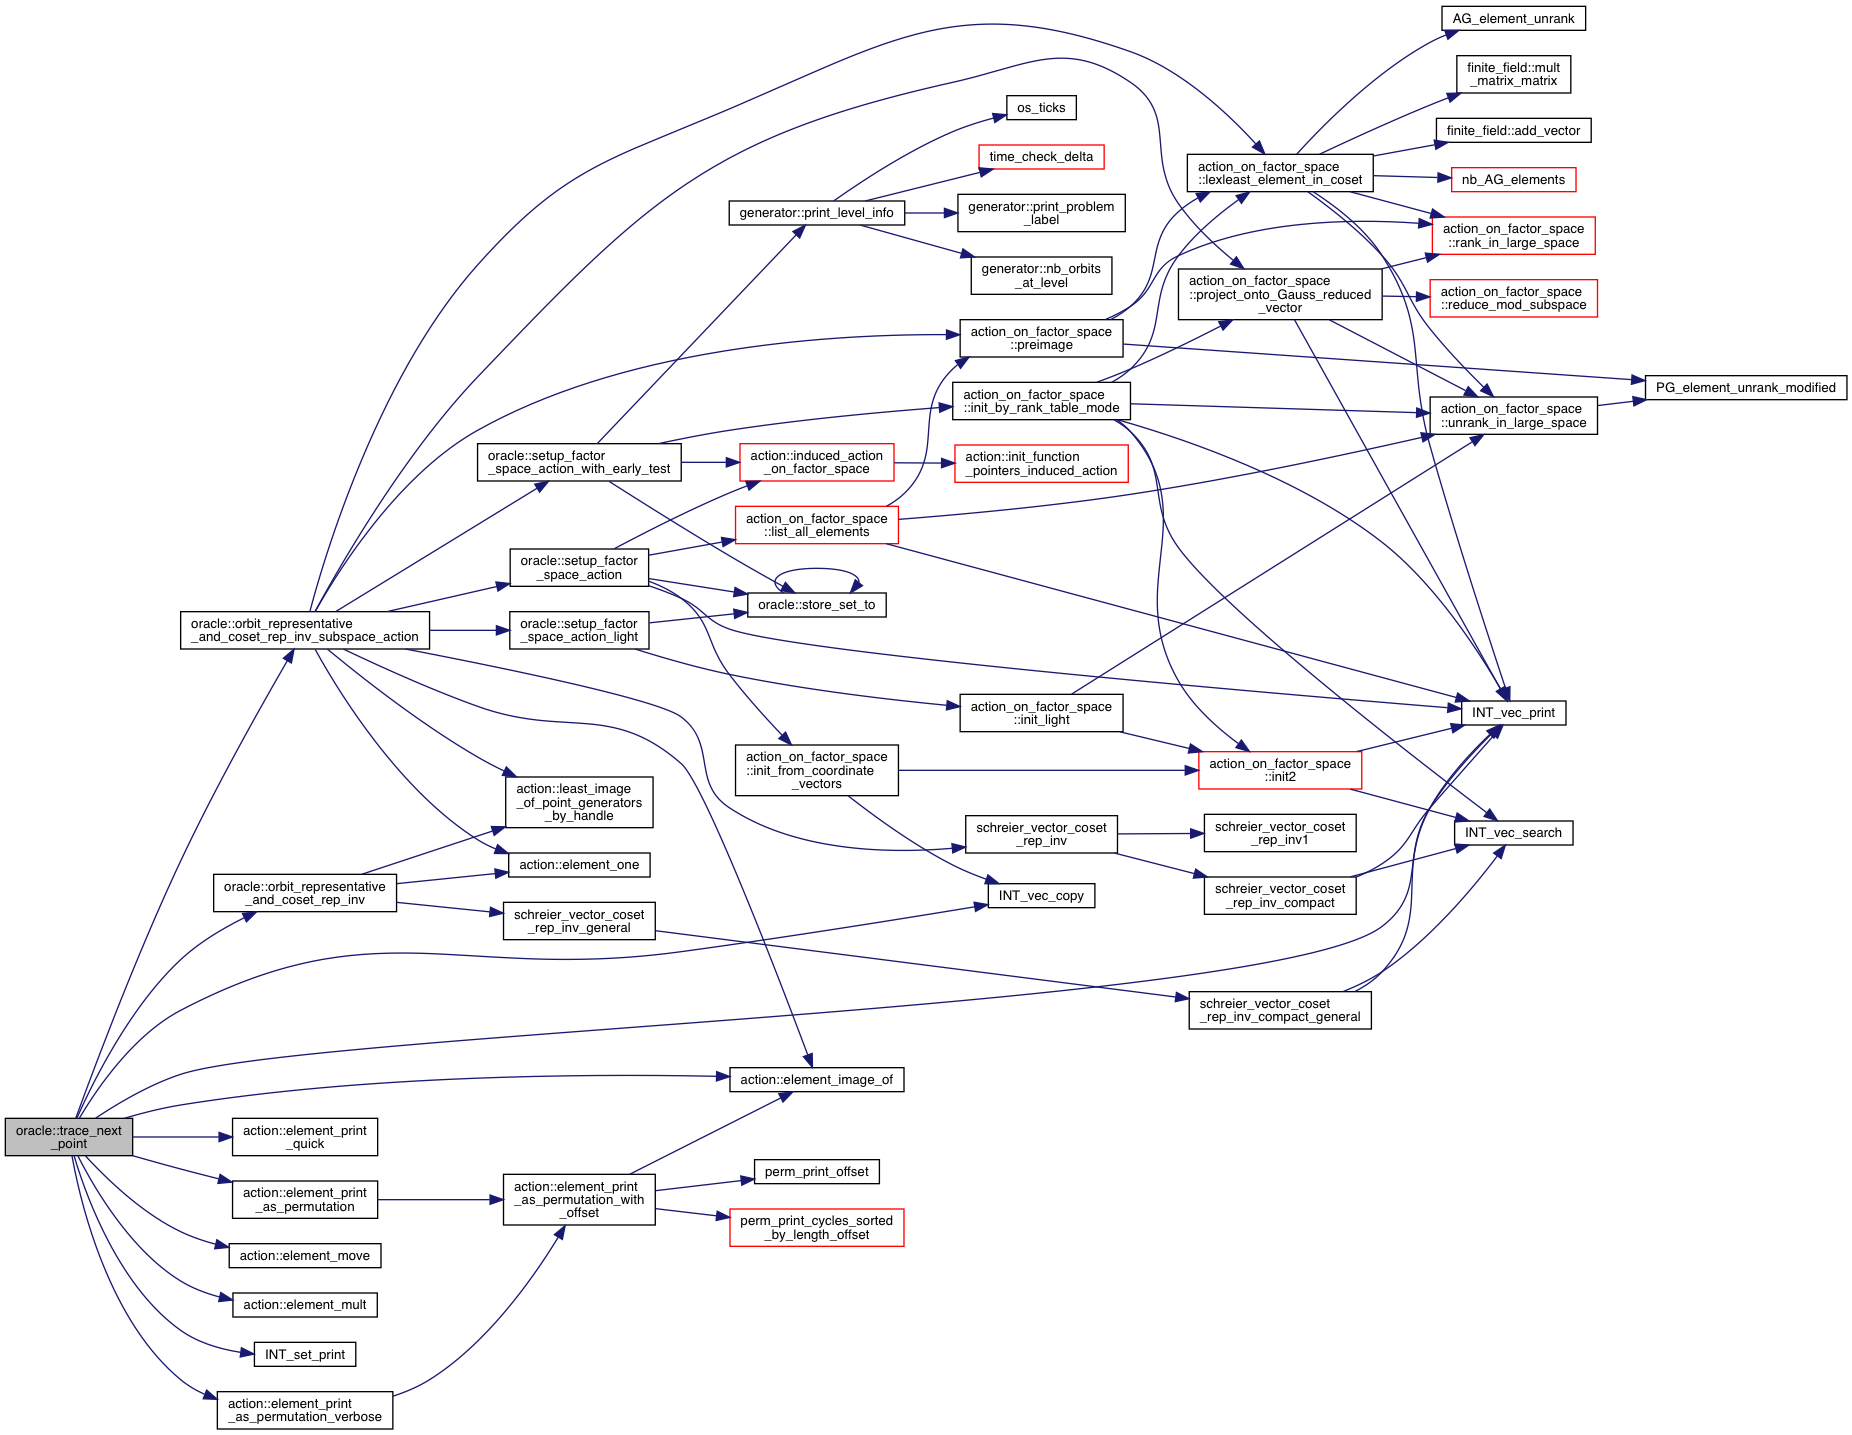 AG_element_unrank
finite_field::mult
_matrix_matrix
os_ticks
finite_field::add_vector
time_check_delta
action_on_factor_space
::lexleast_element_in_coset
nb_AG_elements
generator::print_level_info
generator::print_problem
_label
action_on_factor_space
::rank_in_large_space
generator::nb_orbits
_at_level
action_on_factor_space
::project_onto_Gauss_reduced
_vector
action_on_factor_space
::reduce_mod_subspace
action_on_factor_space
::preimage
PG_element_unrank_modified
action_on_factor_space
::init_by_rank_table_mode
action_on_factor_space
::unrank_in_large_space
oracle::setup_factor
_space_action_with_early_test
action::induced_action
_on_factor_space
action::init_function
_pointers_induced_action
action_on_factor_space
::list_all_elements
oracle::setup_factor
_space_action
oracle::store_set_to
oracle::orbit_representative
_and_coset_rep_inv_subspace_action
oracle::setup_factor
_space_action_light
action_on_factor_space
::init_light
INT_vec_print
action_on_factor_space
::init_from_coordinate
_vectors
action_on_factor_space
::init2
action::least_image
_of_point_generators
_by_handle
schreier_vector_coset
_rep_inv
schreier_vector_coset
_rep_inv1
INT_vec_search
action::element_one
oracle::orbit_representative
_and_coset_rep_inv
INT_vec_copy
schreier_vector_coset
_rep_inv_compact
schreier_vector_coset
_rep_inv_general
schreier_vector_coset
_rep_inv_compact_general
action::element_image_of
oracle::trace_next
_point
action::element_print
_quick
action::element_print
_as_permutation
action::element_print
_as_permutation_with
_offset
perm_print_offset
perm_print_cycles_sorted
_by_length_offset
action::element_move
action::element_mult
INT_set_print
action::element_print
_as_permutation_verbose